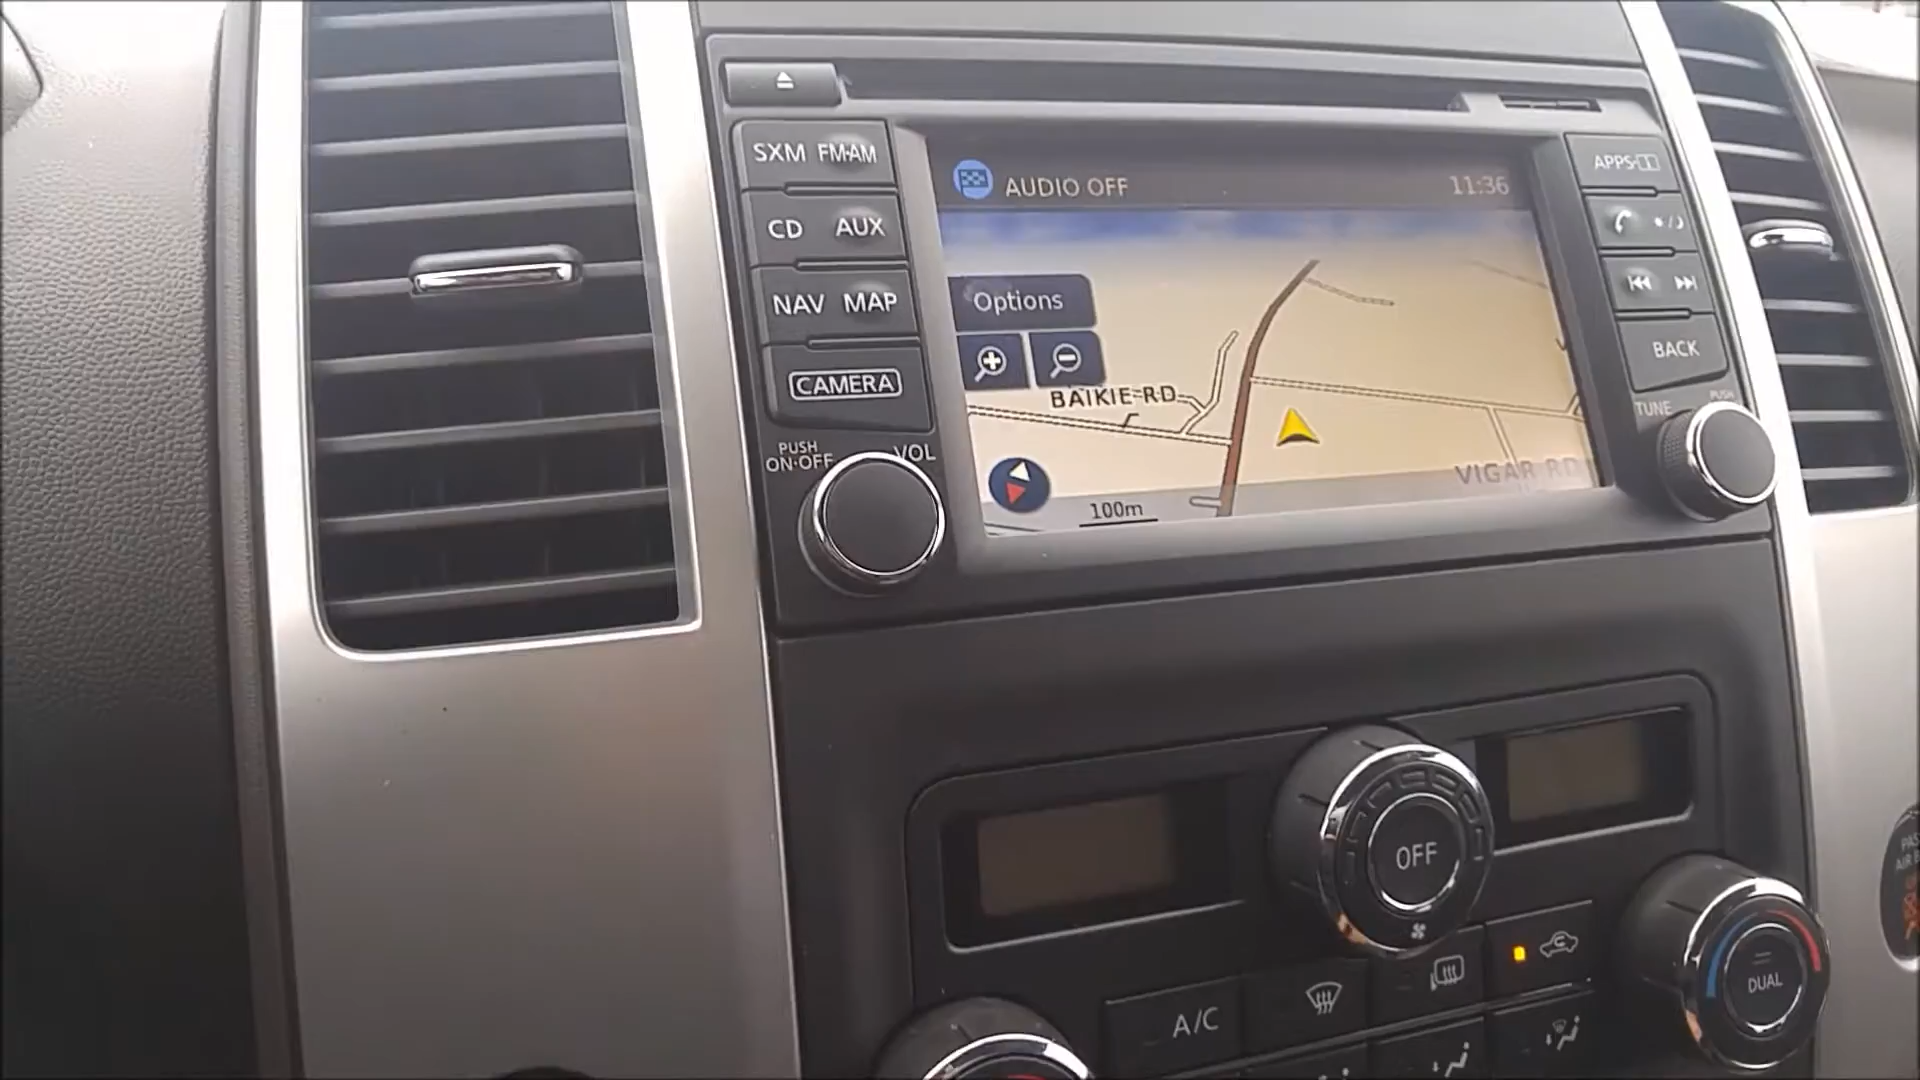 SXM FM·AM
CD AUX
NAV MAP
CAMERA
PUSH
ON·OFF
VOL
AUDIO OFF
11:36
Options
BAIKIE RD
VIGAR RD
100m
APPS
BACK
TUNE
PUSH
OFF
A/C
DUAL